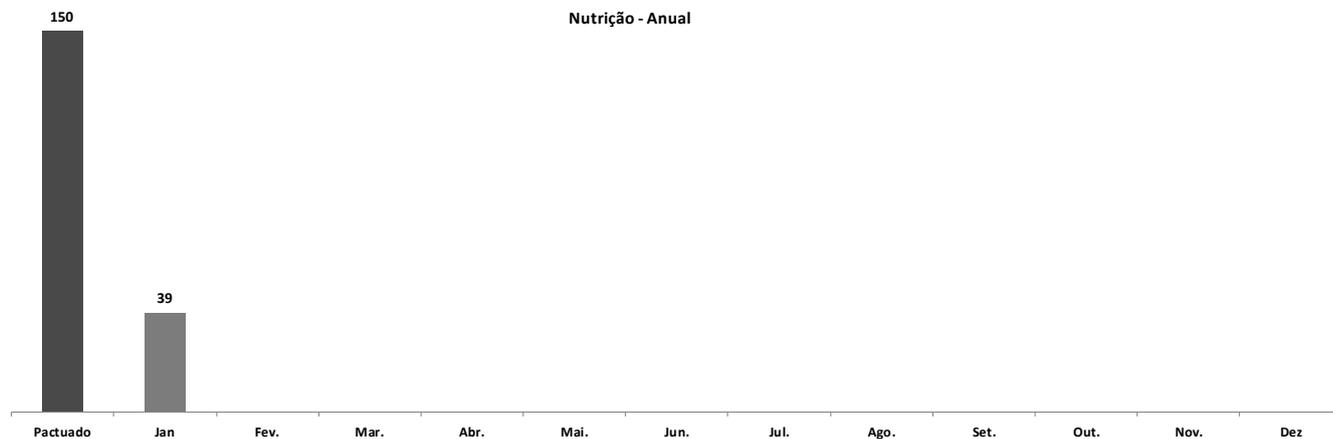 Nutrição - Anual
150
39
Pactuado Jan Fev. Mar. Abr. Mai. Jun. Jul. Ago. Set. Out. Nov. Dez